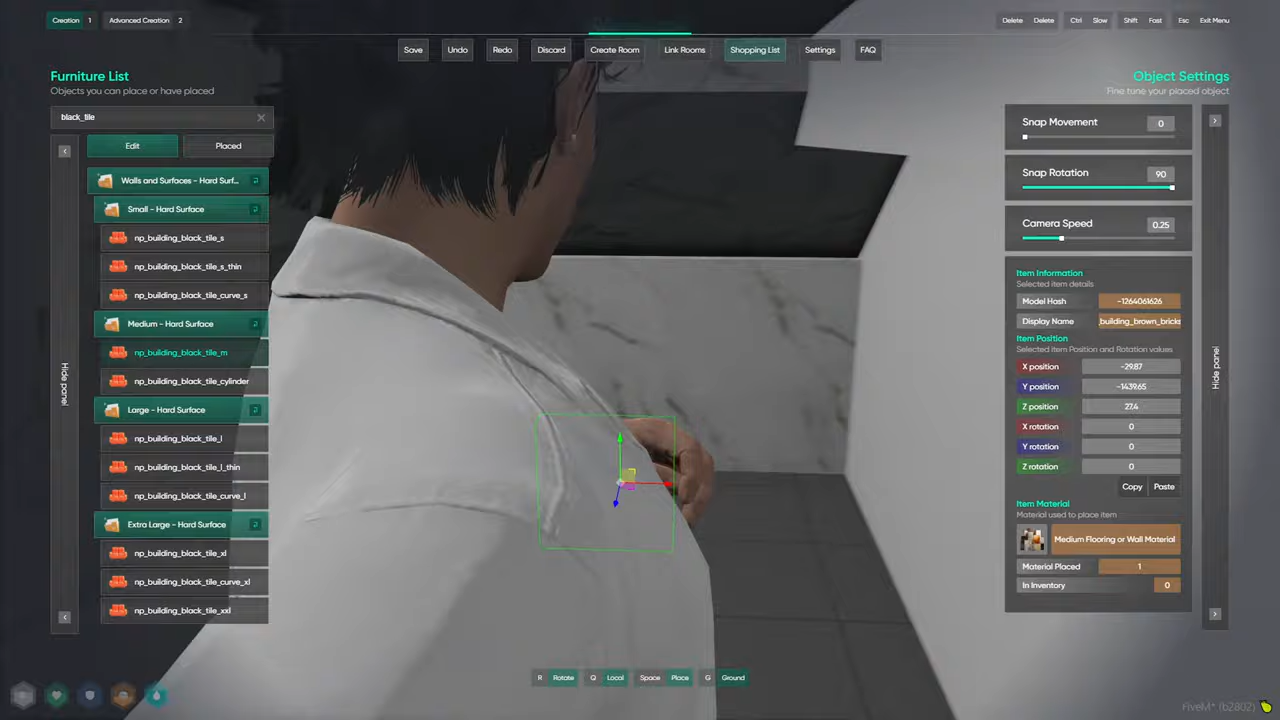 Creation 1 Advanced Creation 2
Delete Delete Ctrl Slow Shift Fast Esc Exit Menu
Save Undo Redo Discard Create Room Link Rooms Shopping List Settings FAQ
Furniture List
Objects you can place or have placed
black_tile
Edit Placed
Walls and Surfaces - Hard Surf...
Small - Hard Surface
np_building_black_tile_s
np_building_black_tile_s_thin
np_building_black_tile_curve_s
Medium - Hard Surface
np_building_black_tile_m
np_building_black_tile_cylinder
Large - Hard Surface
np_building_black_tile_l
np_building_black_tile_l_thin
np_building_black_tile_curve_l
Extra Large - Hard Surface
np_building_black_tile_xl
np_building_black_tile_curve_xl
np_building_black_tile_xxl
Hide panel
Object Settings
Fine tune your placed object
Snap Movement 0
Snap Rotation 90
Camera Speed 0.25
Item Information
Selected item details
Model Hash -1264061626
Display Name building_brown_bricks
Item Position
Selected Item Position and Rotation values
X position -29.87
Y position -1439.65
Z position 27.4
X rotation 0
Y rotation 0
Z rotation 0
Copy Paste
Item Material
Material used to place item
Medium Flooring or Wall Material
Material Placed 1
In Inventory 0
Hide panel
R Rotate Q Local Space Place G Ground
FiveM* (b2802)